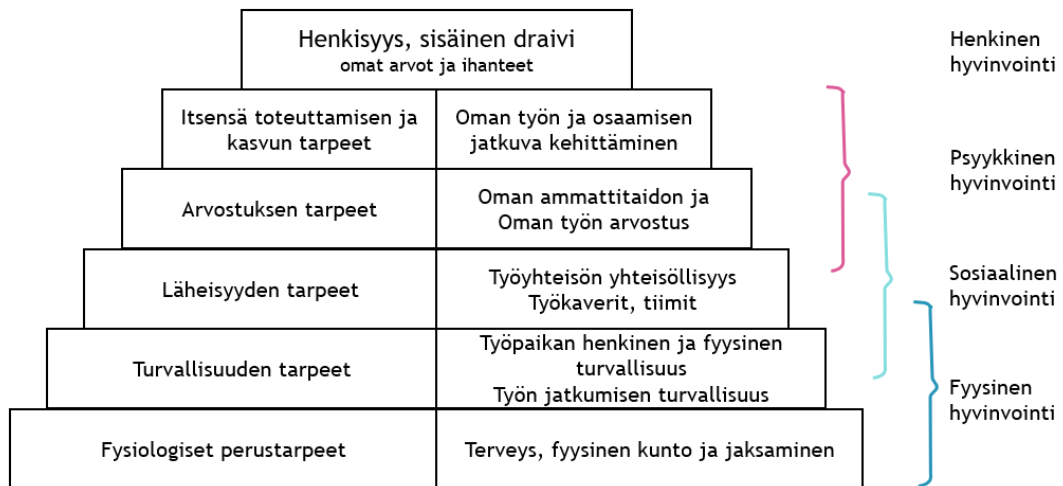 Henkisyys, sisäinen draivi
omat arvot ja ihanteet
Henkinen
hyvinvointi
Itsensä toteuttamisen ja
kasvun tarpeet
Oman työn ja osaamisen
jatkuva kehittäminen
Psyykkinen
hyvinvointi
Arvostuksen tarpeet
Oman ammattitaidon ja
Oman työn arvostus
Läheisyyden tarpeet
Työyhteisön yhteisöllisyys
Työkaverit, tiimit
Sosiaalinen
hyvinvointi
Turvallisuuden tarpeet
Työpaikan henkinen ja fyysinen
turvallisuus
Työn jatkumisen turvallisuus
Fyysinen
hyvinvointi
Fysiologiset perustarpeet
Terveys, fyysinen kunto ja jaksaminen